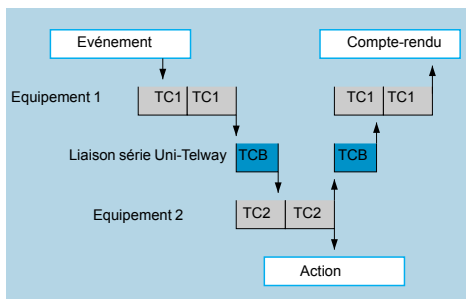 Evénement Compte-rendu
Equipement 1 TC1 TC1 TC1 TC1
Liaison série Uni-Telway TCB TCB
Equipement 2 TC2 TC2
Action